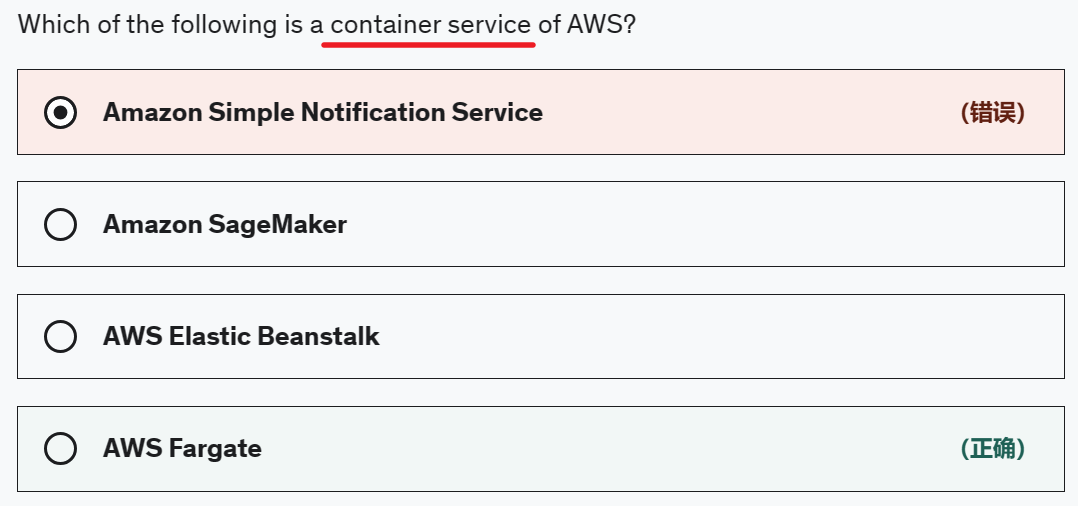 Which of the following is a container service of AWS?
Amazon Simple Notification Service (错误)
Amazon SageMaker
AWS Elastic Beanstalk
AWS Fargate (正确)